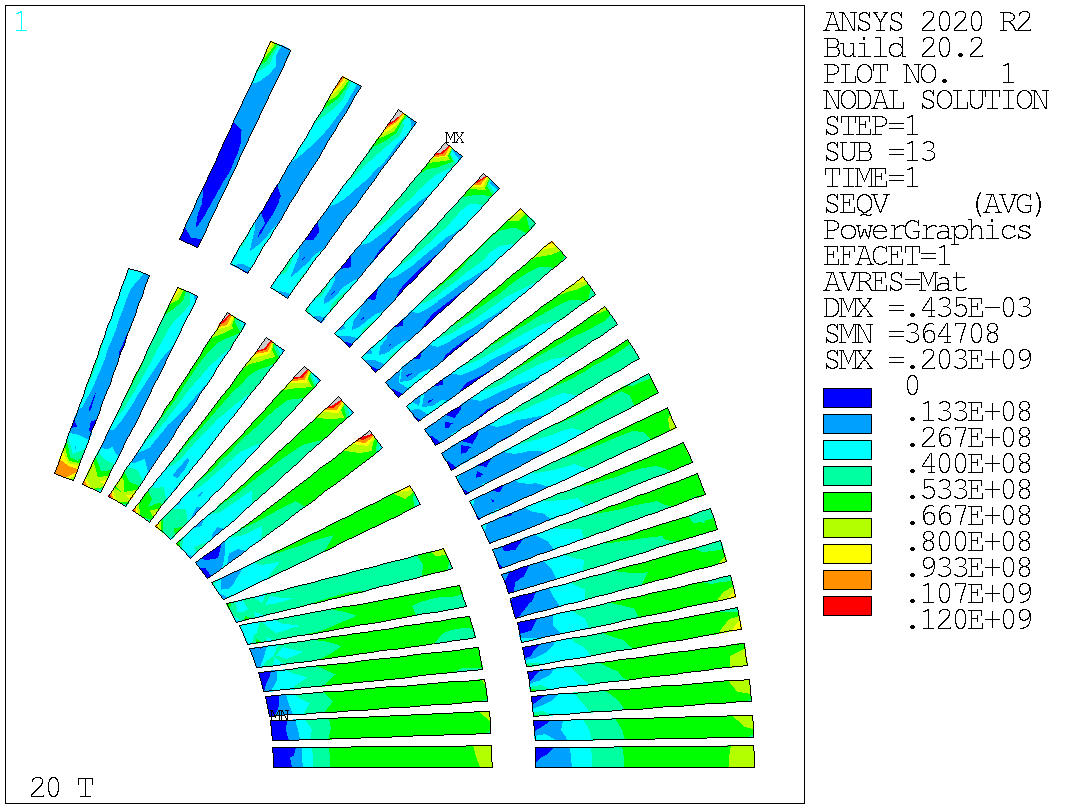 1
ANSYS 2020 R2
Build 20.2
PLOT NO. 1
NODAL SOLUTION
STEP=1
SUB =13
TIME=1
SEQV (AVG)
PowerGraphics
EFACET=1
AVRES=Mat
DMX =.435E-03
SMN =364708
SMX =.203E+09
0
.133E+08
.267E+08
.400E+08
.533E+08
.667E+08
.800E+08
.933E+08
.107E+09
.120E+09
MX
MN
20 T